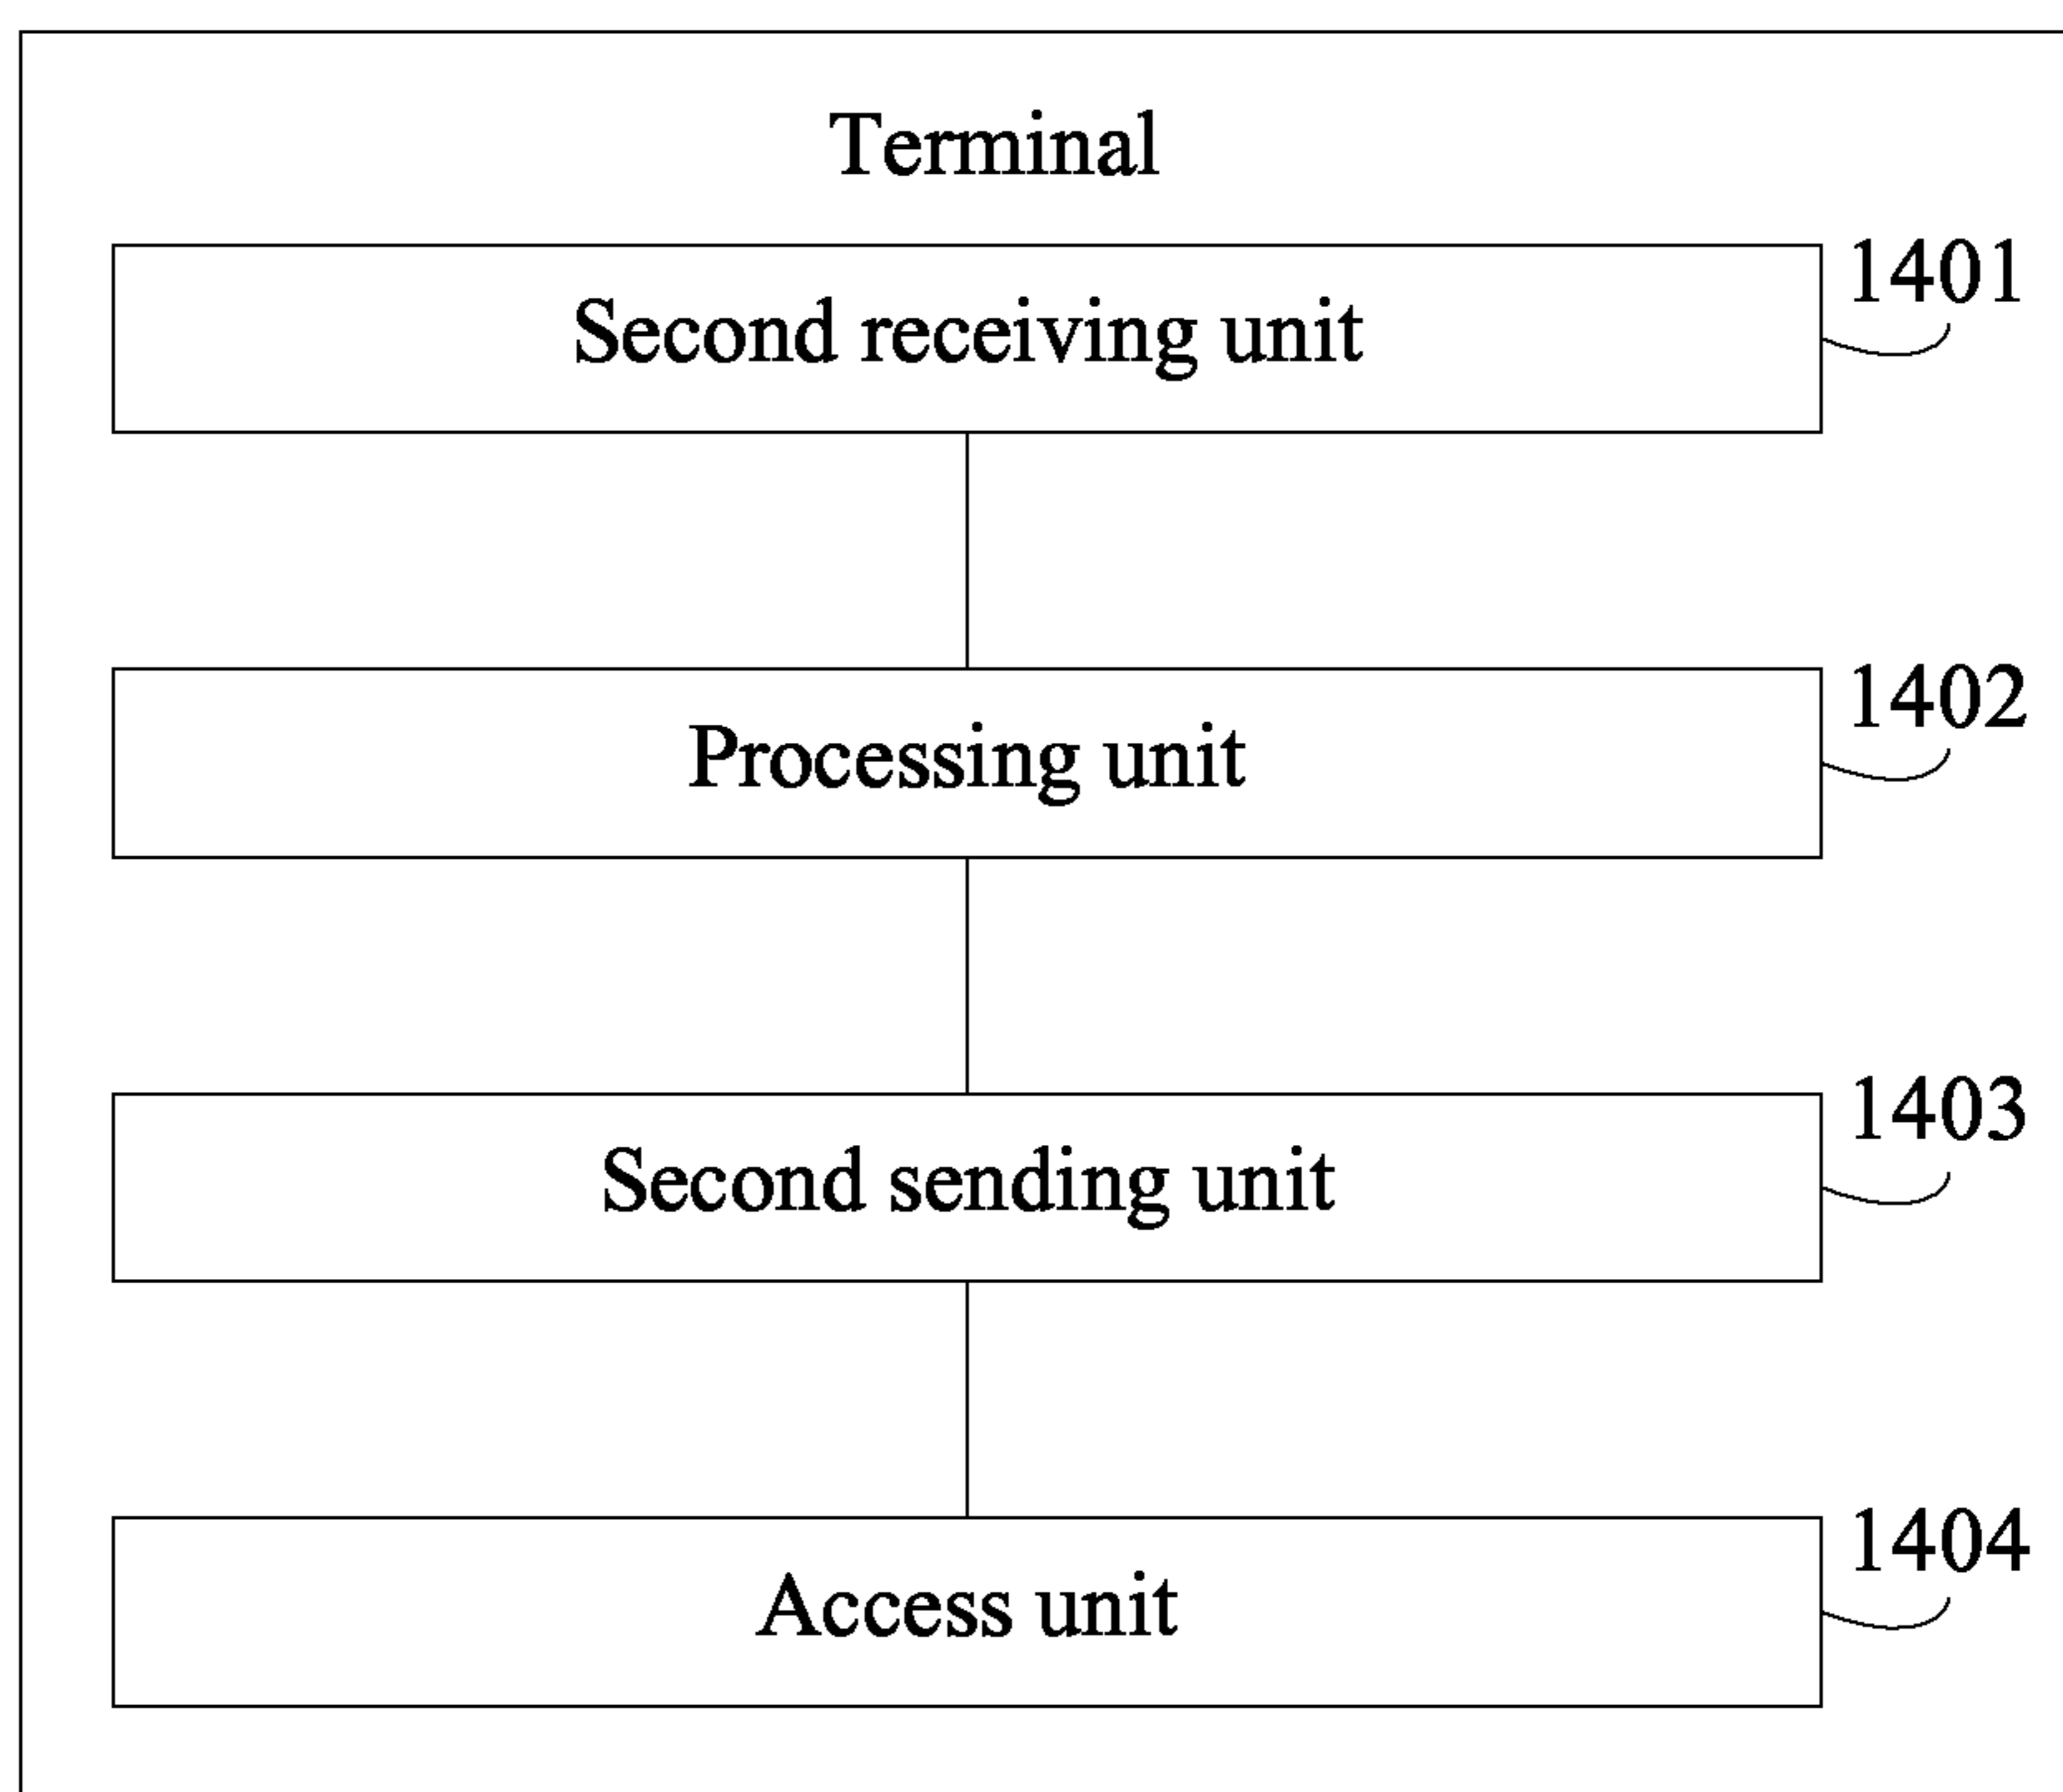 Terminal
1401
Second receiving unit
1402
Processing unit
1403
Second sending unit
1404
Access unit